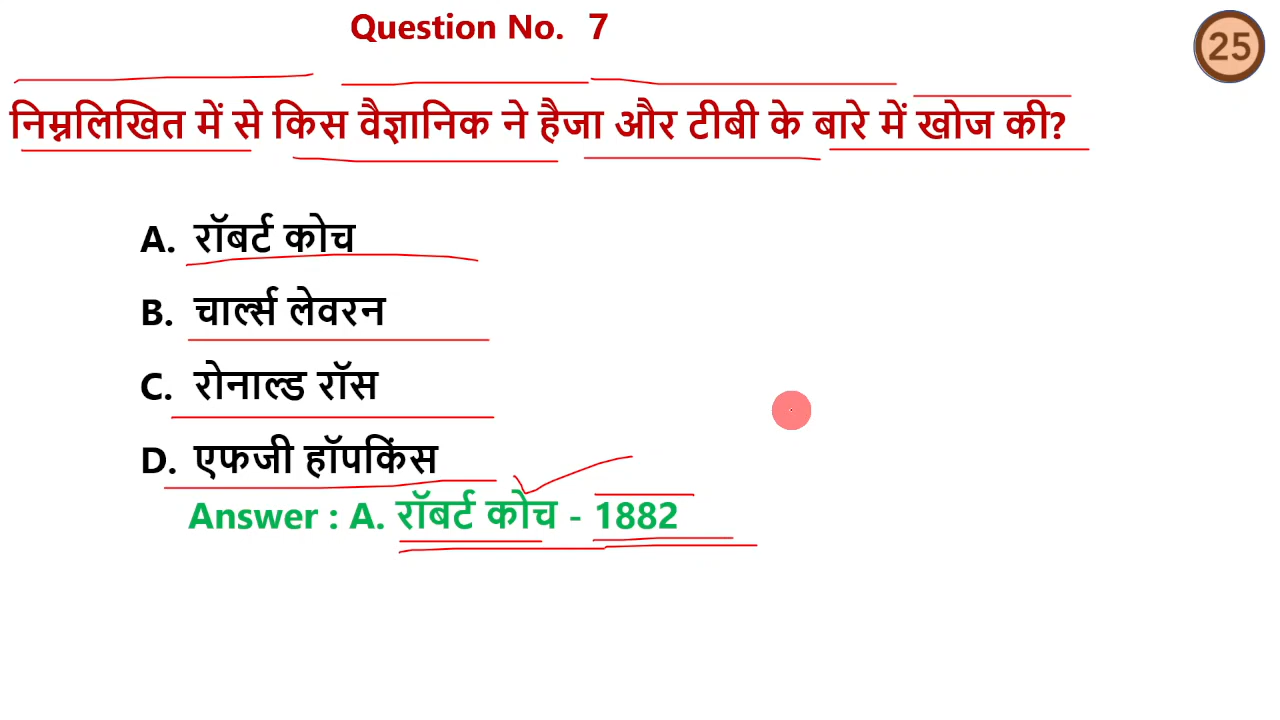 Question No. 7
25
निम्नलिखित में से किस वैज्ञानिक ने हैजा और टीबी के बारे में खोज की?
A. रॉबर्ट कोच
B. चार्ल्स लेवरन
C. रोनाल्ड रॉस
D. एफजी हॉपकिंस
Answer : A. रॉबर्ट कोच - 1882